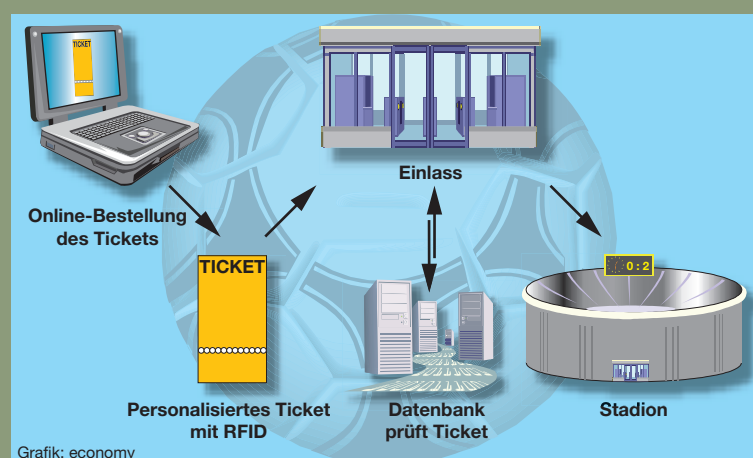 TICKET
Einlass
Online-Bestellung
des Tickets
TICKET
0:2
Personalisiertes Ticket
mit RFID
Datenbank
prüft Ticket
Stadion
Grafik: economy